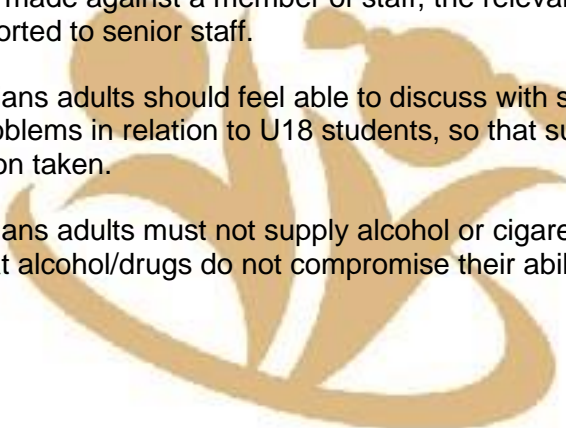 made against a member of staff, the releva
orted to senior staff.
ans adults should feel able to discuss with s
oblems in relation to U18 students, so that su
on taken.
ans adults must not supply alcohol or cigare
at alcohol/drugs do not compromise their abil